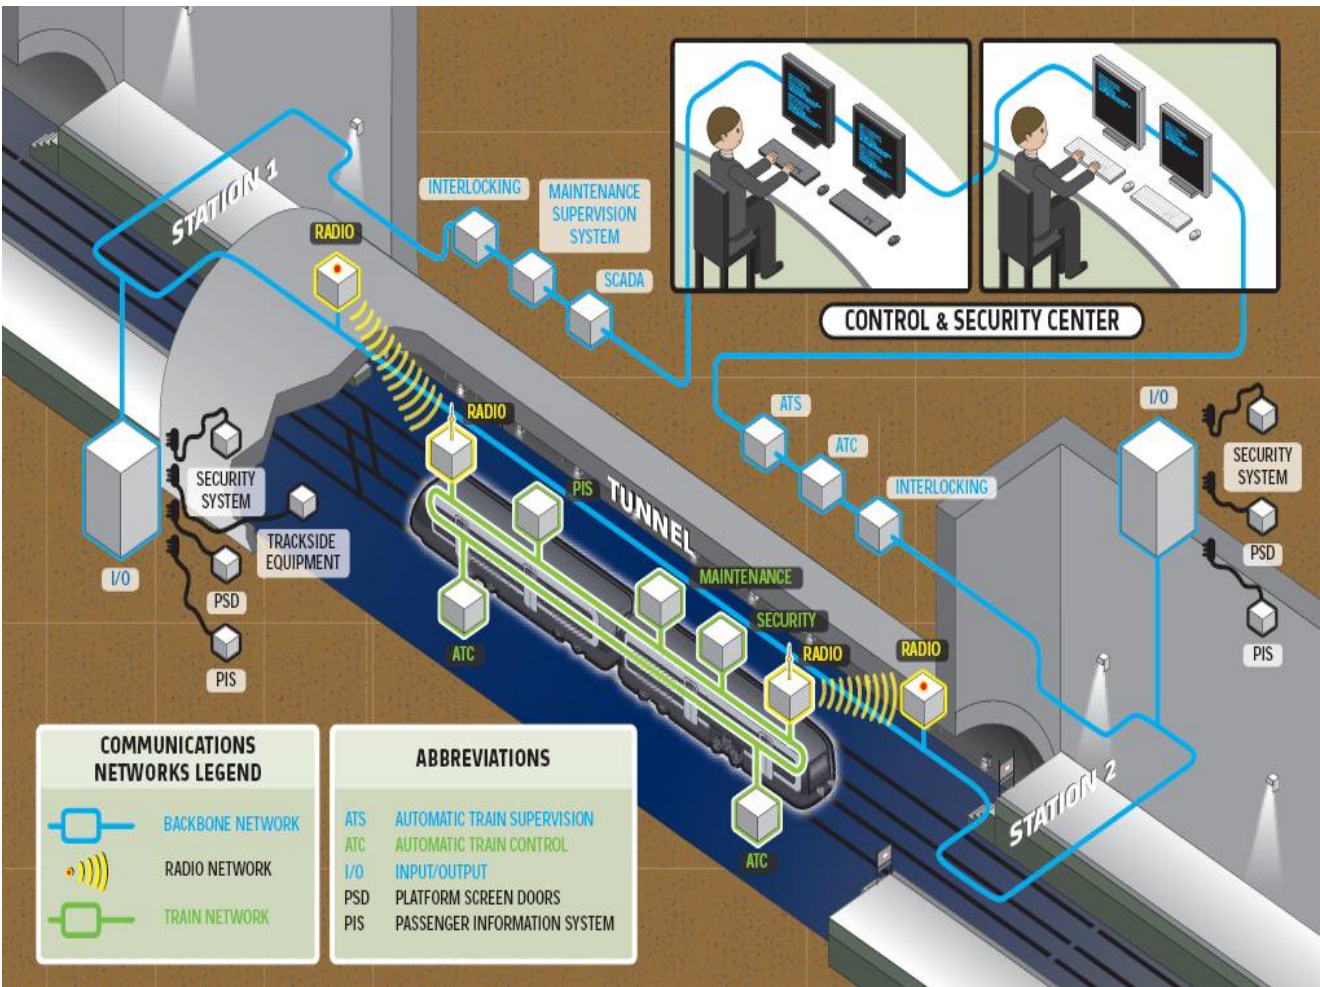 STATION 1
RADIO
INTERLOCKING
MAINTENANCE
SUPERVISION
SYSTEM
SCADA
CONTROL & SECURITY CENTER
RADIO
PIS
TUNNEL
ATS
ATC
INTERLOCKING
I/O
SECURITY
SYSTEM
PSD
PIS
SECURITY
SYSTEM
TRACKSIDE
EQUIPMENT
I/O
PSD
PIS
ATC
MAINTENANCE
SECURITY
RADIO
RADIO
ATC
STATION 2
COMMUNICATIONS
NETWORKS LEGEND
BACKBONE NETWORK
RADIO NETWORK
TRAIN NETWORK
ABBREVIATIONS
ATS AUTOMATIC TRAIN SUPERVISION
ATC AUTOMATIC TRAIN CONTROL
I/O INPUT/OUTPUT
PSD PLATFORM SCREEN DOORS
PIS PASSENGER INFORMATION SYSTEM